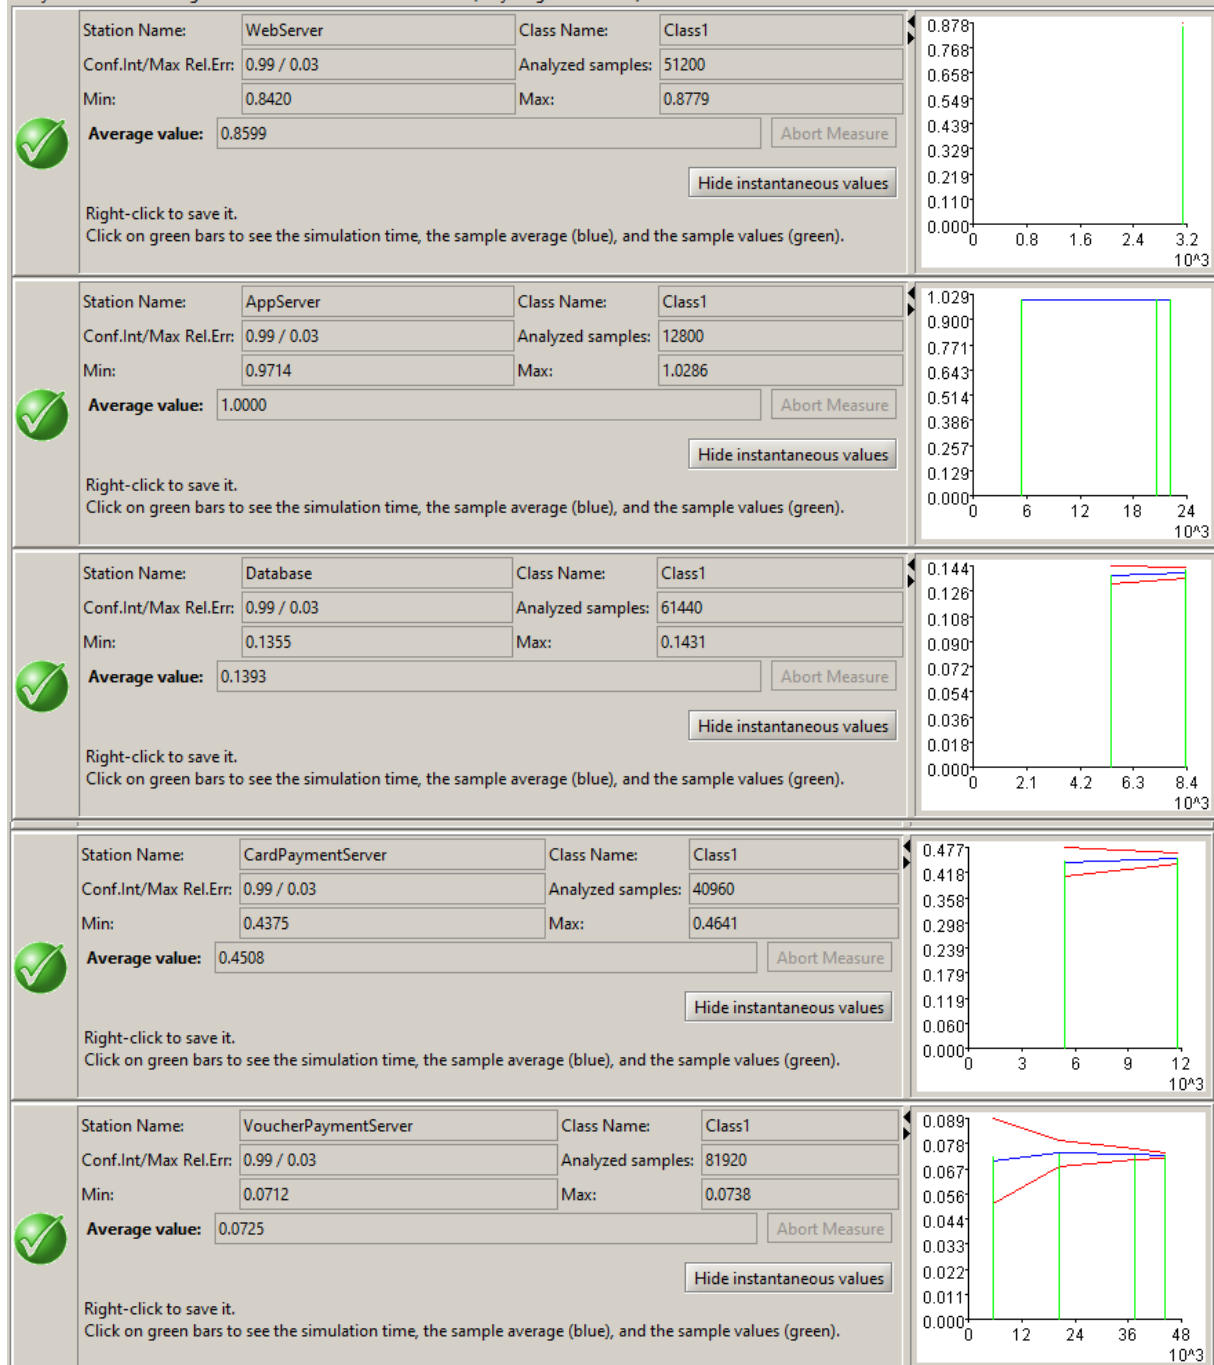 Station Name: WebServer Class Name: Class1
Conf.Int/Max Rel.Err: 0.99 / 0.03 Analyzed samples: 51200
Min: 0.8420 Max: 0.8779
Average value: 0.8599 Abort Measure
Hide instantaneous values
Right-click to save it.
Click on green bars to see the simulation time, the sample average (blue), and the sample values (green).
0.878
0.768
0.658
0.549
0.439
0.329
0.219
0.110
0.000
0 0.8 1.6 2.4 3.2
10^3
Station Name: AppServer Class Name: Class1
Conf.Int/Max Rel.Err: 0.99 / 0.03 Analyzed samples: 12800
Min: 0.9714 Max: 1.0286
Average value: 1.0000 Abort Measure
Hide instantaneous values
Right-click to save it.
Click on green bars to see the simulation time, the sample average (blue), and the sample values (green).
1.029
0.900
0.771
0.643
0.514
0.386
0.257
0.129
0.000
0 6 12 18 24
10^3
Station Name: Database Class Name: Class1
Conf.Int/Max Rel.Err: 0.99 / 0.03 Analyzed samples: 61440
Min: 0.1355 Max: 0.1431
Average value: 0.1393 Abort Measure
Hide instantaneous values
Right-click to save it.
Click on green bars to see the simulation time, the sample average (blue), and the sample values (green).
0.144
0.126
0.108
0.090
0.072
0.054
0.036
0.018
0.000
0 2.1 4.2 6.3 8.4
10^3
Station Name: CardPaymentServer Class Name: Class1
Conf.Int/Max Rel.Err: 0.99 / 0.03 Analyzed samples: 40960
Min: 0.4375 Max: 0.4641
Average value: 0.4508 Abort Measure
Hide instantaneous values
Right-click to save it.
Click on green bars to see the simulation time, the sample average (blue), and the sample values (green).
0.477
0.418
0.358
0.298
0.239
0.179
0.119
0.060
0.000
0 3 6 9 12
10^3
Station Name: VoucherPaymentServer Class Name: Class1
Conf.Int/Max Rel.Err: 0.99 / 0.03 Analyzed samples: 81920
Min: 0.0712 Max: 0.0738
Average value: 0.0725 Abort Measure
Hide instantaneous values
Right-click to save it.
Click on green bars to see the simulation time, the sample average (blue), and the sample values (green).
0.089
0.078
0.067
0.056
0.044
0.033
0.022
0.011
0.000
0 12 24 36 48
10^3